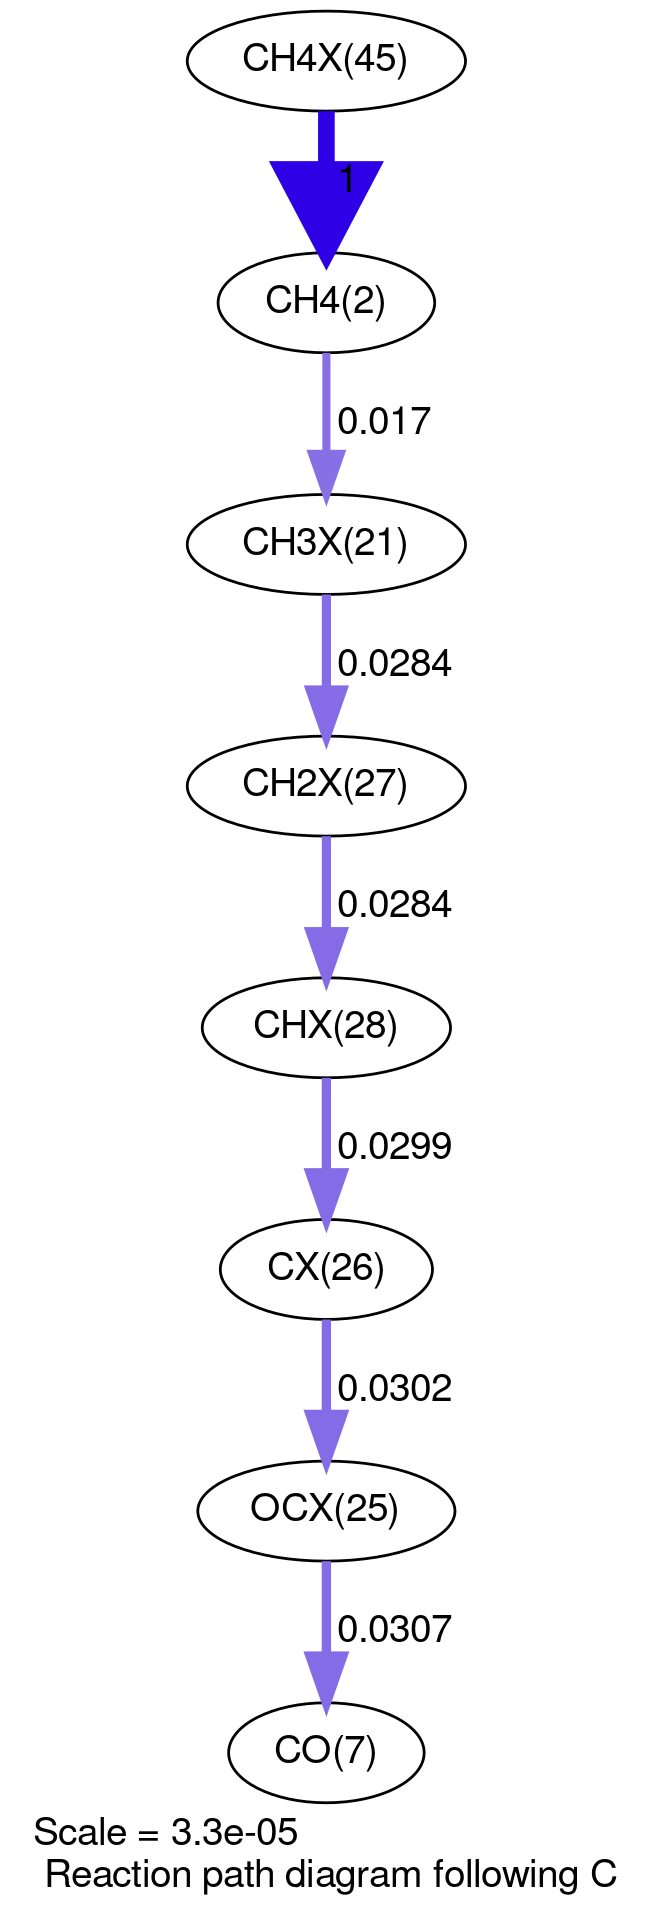 CH4X(45)
1
CH4(2)
0.017
CH3X(21)
0.0284
CH2X(27)
0.0284
CHX(28)
0.0299
CX(26)
0.0302
OCX(25)
0.0307
CO(7)
Scale = 3.3e-05
Reaction path diagram following C